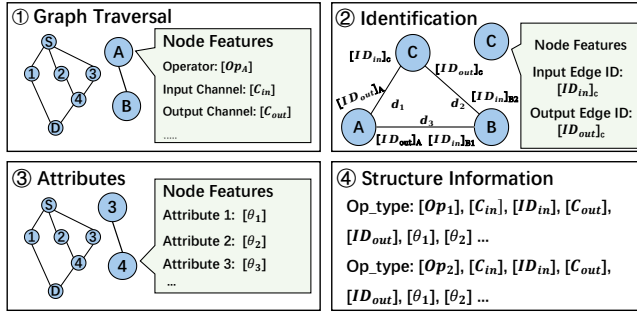 ① Graph Traversal
S
1
2
3
4
D
A
B
Node Features
Operator: [Op_A]
Input Channel: [C_in]
Output Channel: [C_out]
.....
② Identification
[ID_in]_C
C
[ID_out]_C
[ID_out]_A
d_1
d_2
[ID_in]_B2
A
d_3
B
[ID_out]_A
[ID_in]_B1
C
Node Features
Input Edge ID:
[ID_in]_c
Output Edge ID:
[ID_out]_c
③ Attributes
S
1
2
3
4
D
3
4
Node Features
Attribute 1: [θ_1]
Attribute 2: [θ_2]
Attribute 3: [θ_3]
...
④ Structure Information
Op_type: [Op_1], [C_in], [ID_in], [C_out],
[ID_out], [θ_1], [θ_2] ...
Op_type: [Op_2], [C_in], [ID_in], [C_out],
[ID_out], [θ_1], [θ_2] ...